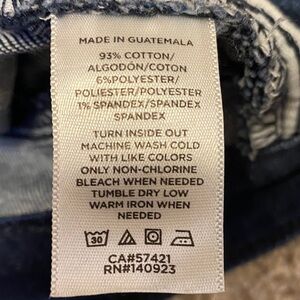 MADE IN GUATEMALA
93% COTTON/
ALGODÓN/COTON
6%POLYESTER/
POLIESTER/POLYESTER
1% SPANDEX/SPANDEX
SPANDEX
TURN INSIDE OUT
MACHINE WASH COLD
WITH LIKE COLORS
ONLY NON-CHLORINE
BLEACH WHEN NEEDED
TUMBLE DRY LOW
WARM IRON WHEN
NEEDED
30
CA#57421
RN#140923